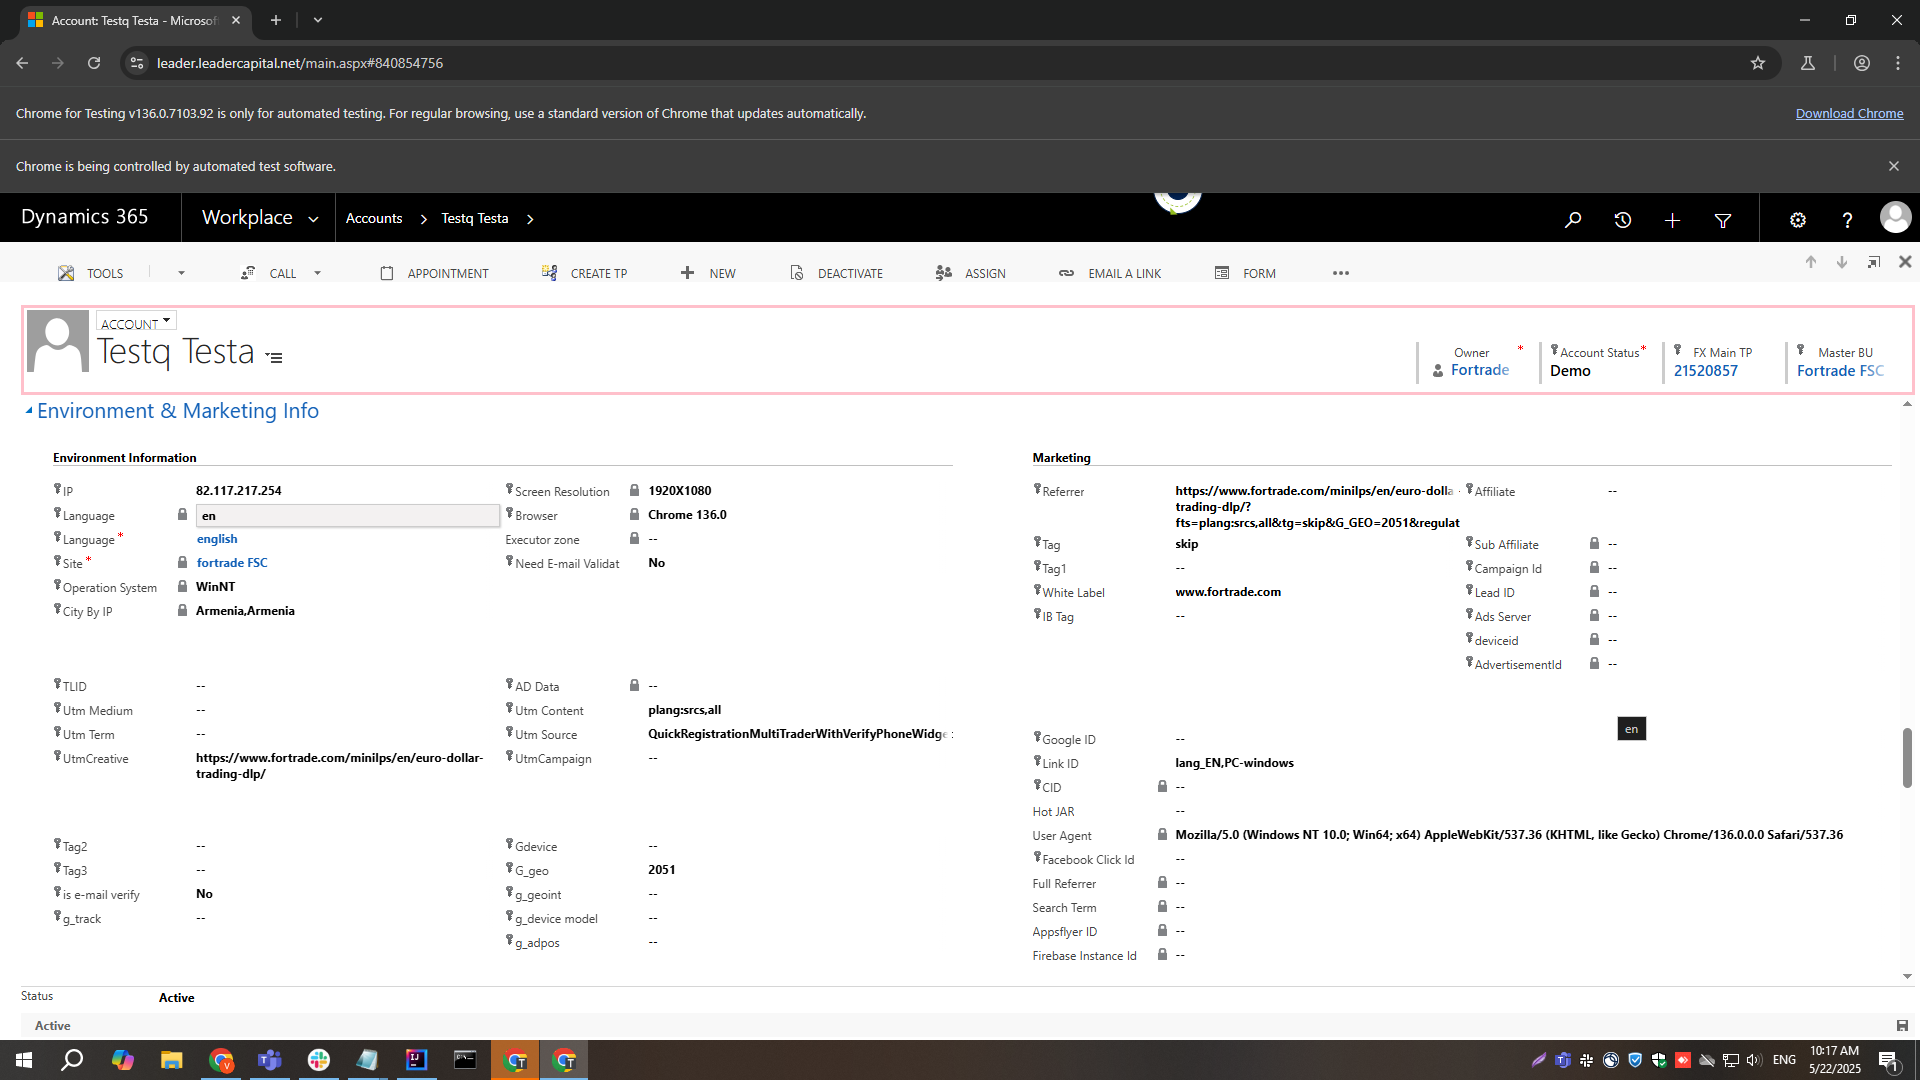 Account: Testq Testa - Microsof
leader.leadercapital.net/main.aspx#840854756
Chrome for Testing v136.0.7103.92 is only for automated testing. For regular browsing, use a standard version of Chrome that updates automatically.
Download Chrome
Chrome is being controlled by automated test software.
Dynamics 365
Workplace
Accounts
Testq Testa
TOOLS
CALL
APPOINTMENT
CREATE TP
NEW
DEACTIVATE
ASSIGN
EMAIL A LINK
FORM
ACCOUNT
Testq Testa
Owner *
Fortrade
Account Status *
Demo
FX Main TP
21520857
Master BU
Fortrade FSC
Environment & Marketing Info
Environment Information
IP 82.117.217.254
Language en
Language * english
Site * fortrade FSC
Operation System WinNT
City By IP Armenia,Armenia
Screen Resolution 1920X1080
Browser Chrome 136.0
Executor zone --
Need E-mail Validat No
TLID --
Utm Medium --
Utm Term --
UtmCreative https://www.fortrade.com/minilps/en/euro-dollar-
trading-dlp/
AD Data --
Utm Content plang:srcs,all
Utm Source QuickRegistrationMultiTraderWithVerifyPhoneWidge
UtmCampaign --
Tag2 --
Tag3 --
is e-mail verify No
g_track --
Gdevice --
G_geo 2051
g_geoint --
g_device model --
g_adpos --
Marketing
Referrer https://www.fortrade.com/minilps/en/euro-dolla
trading-dlp/?
fts=plang:srcs,all&tg=skip&G_GEO=2051&regulat
Tag skip
Tag1 --
White Label www.fortrade.com
IB Tag --
Affiliate --
Sub Affiliate --
Campaign Id --
Lead ID --
Ads Server --
deviceid --
AdvertisementId --
en
Google ID --
Link ID lang_EN,PC-windows
CID --
Hot JAR --
User Agent Mozilla/5.0 (Windows NT 10.0; Win64; x64) AppleWebKit/537.36 (KHTML, like Gecko) Chrome/136.0.0.0 Safari/537.36
Facebook Click Id --
Full Referrer --
Search Term --
Appsflyer ID --
Firebase Instance Id --
Status Active
Active
ENG
10:17 AM
5/22/2025
1